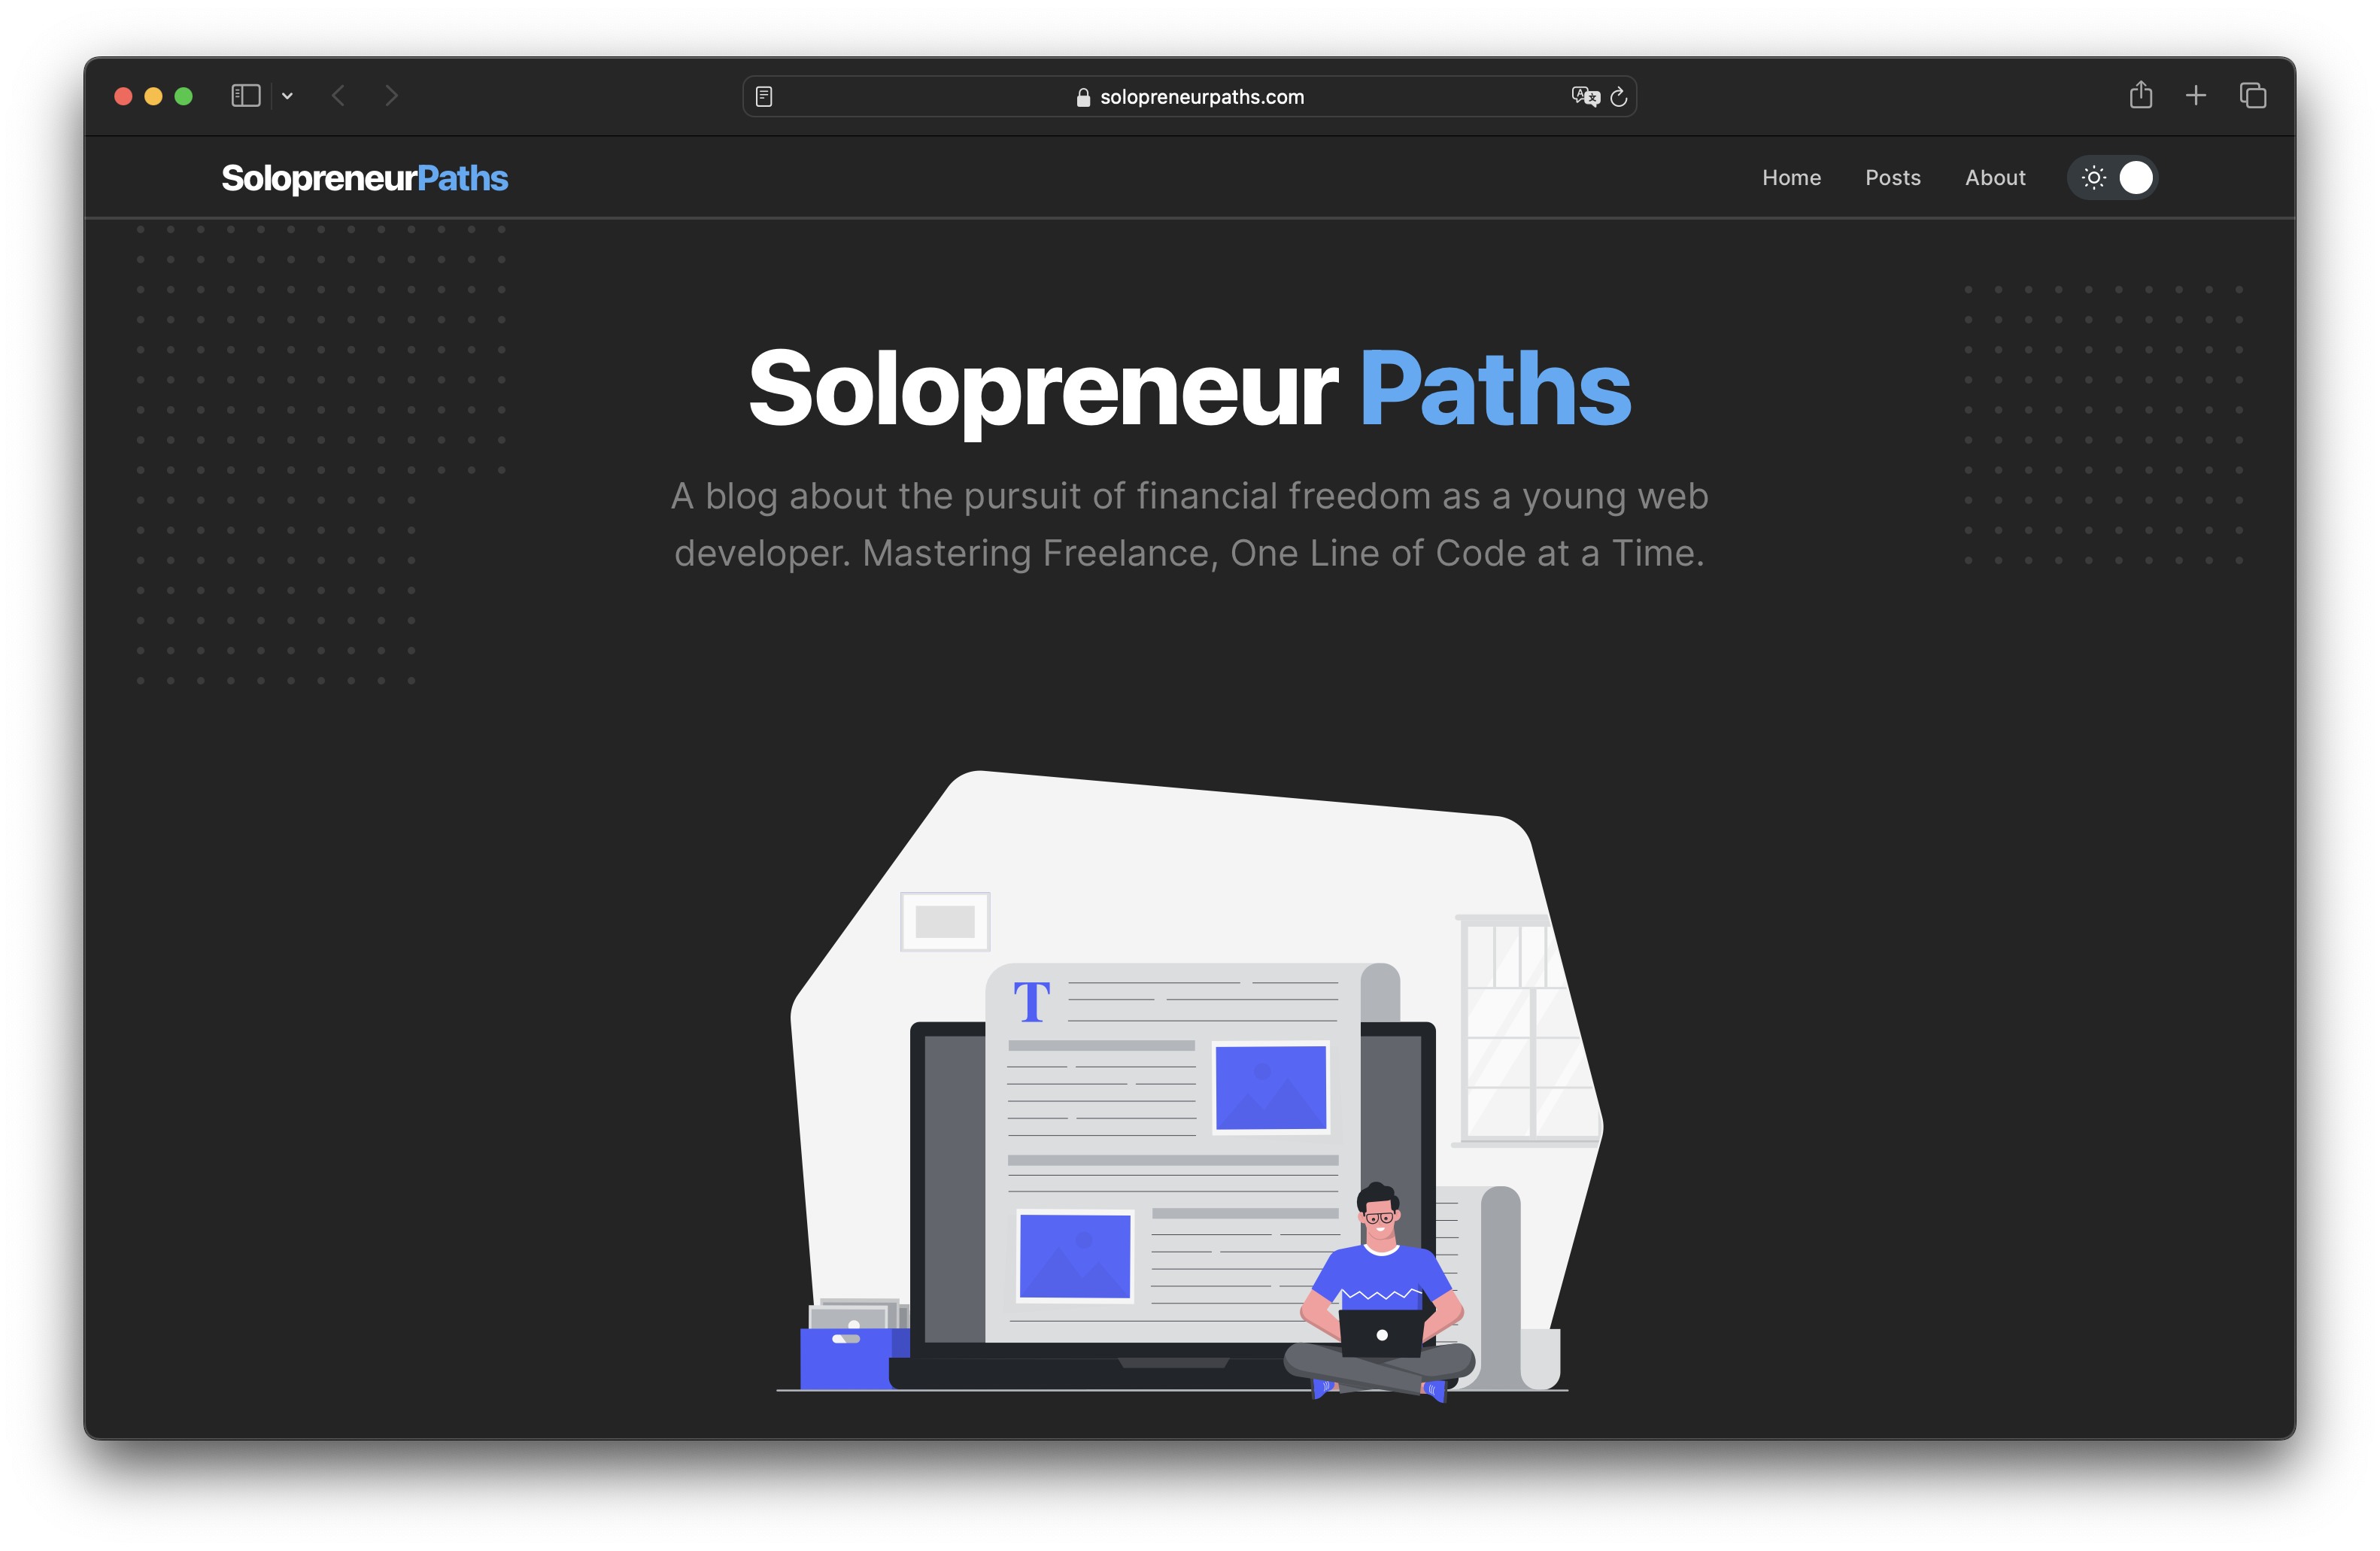 solopreneurpaths.com
SolopreneurPaths
Home Posts About
Solopreneur Paths
A blog about the pursuit of financial freedom as a young web
developer. Mastering Freelance, One Line of Code at a Time.
T